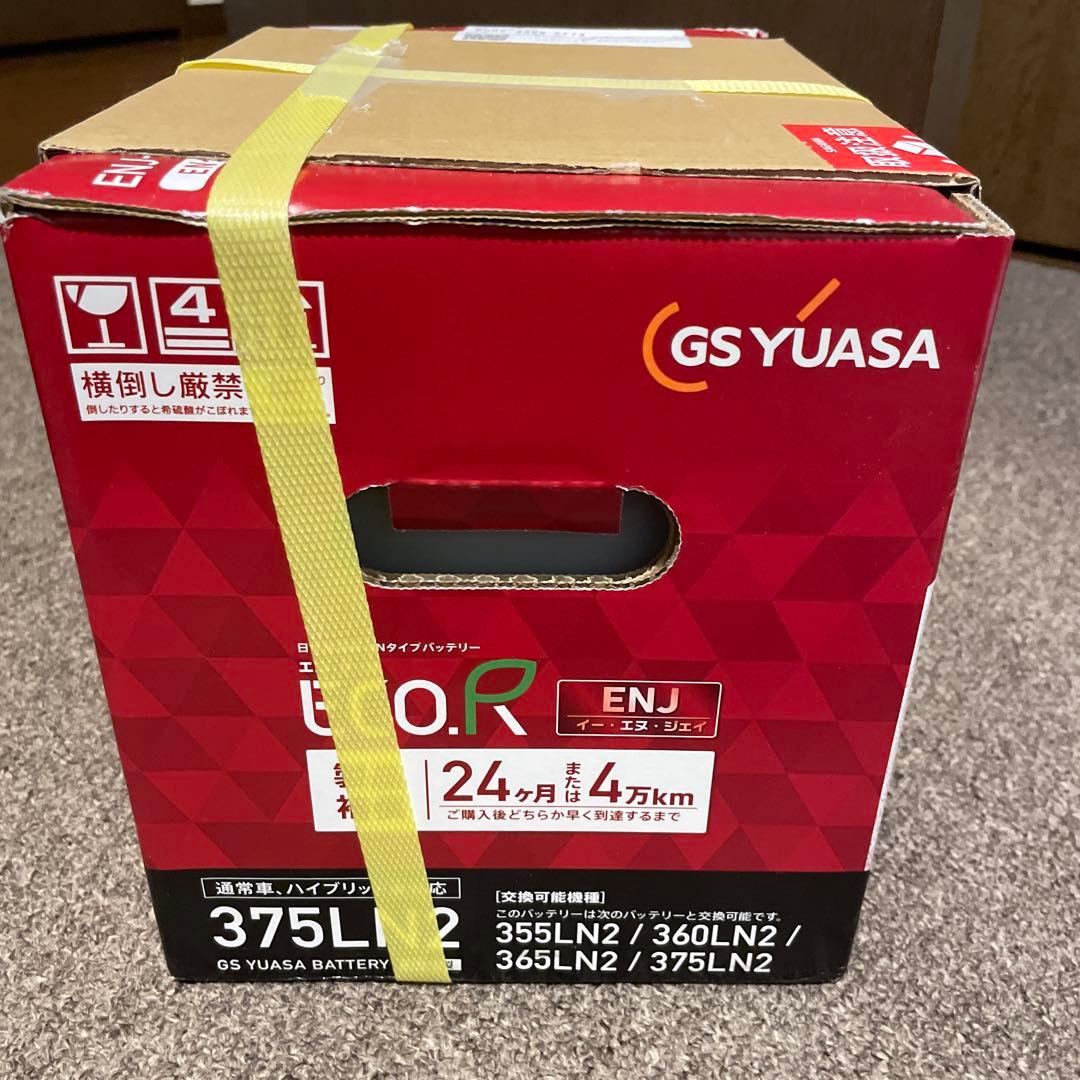 ENJ-
4
横倒し厳禁
倒したりすると希硫酸がこぼれま
GS YUASA
Nタイプバッテリー
ECO.R
ENJ
イー・エヌ・ジェイ
24ヶ月または4万km
ご購入後どちらか早く到達するまで
通常車、ハイブリッ 応
375LN2
GS YUASA BATTERY
[交換可能機種]
このバッテリーは次のバッテリーと交換可能です。
355LN2 / 360LN2 /
365LN2 / 375LN2